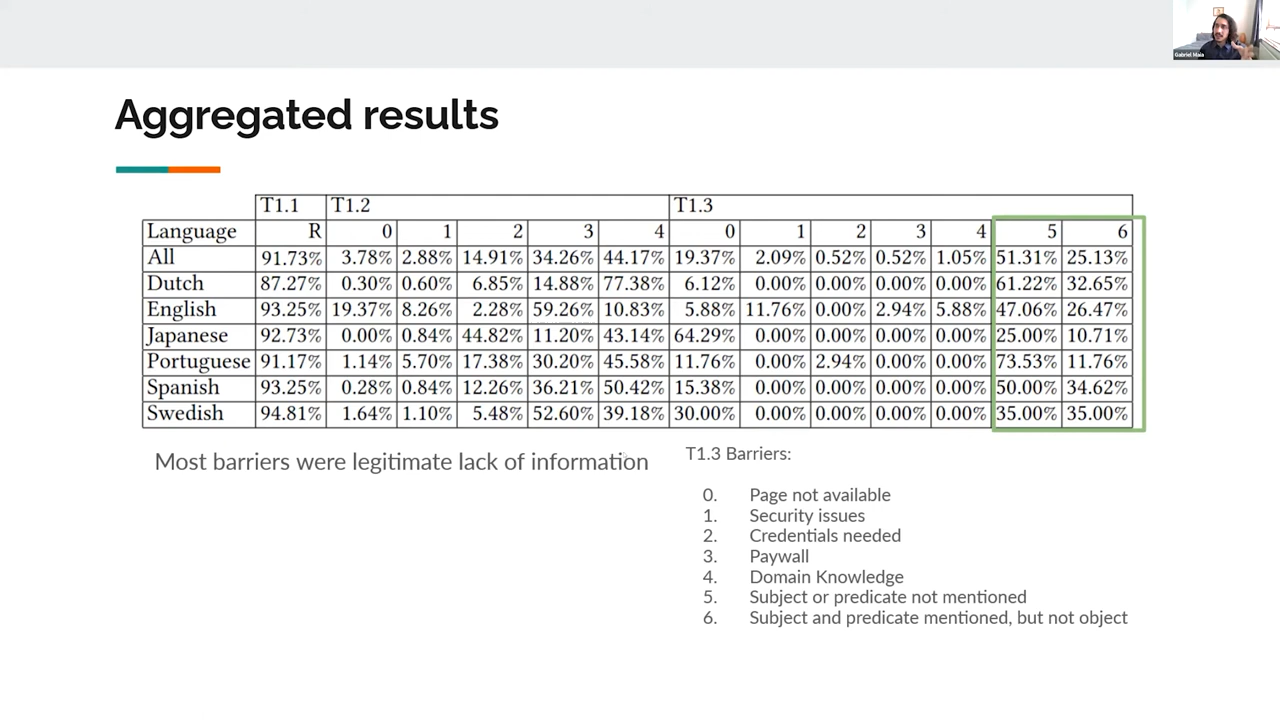 Gabriel Maia
Aggregated results
T1.1 T1.2 T1.3
Language R 0 1 2 3 4 0 1 2 3 4 5 6
All 91.73% 3.78% 2.88% 14.91% 34.26% 44.17% 19.37% 2.09% 0.52% 0.52% 1.05% 51.31% 25.13%
Dutch 87.27% 0.30% 0.60% 6.85% 14.88% 77.38% 6.12% 0.00% 0.00% 0.00% 0.00% 61.22% 32.65%
English 93.25% 19.37% 8.26% 2.28% 59.26% 10.83% 5.88% 11.76% 0.00% 2.94% 5.88% 47.06% 26.47%
Japanese 92.73% 0.00% 0.84% 44.82% 11.20% 43.14% 64.29% 0.00% 0.00% 0.00% 0.00% 25.00% 10.71%
Portuguese 91.17% 1.14% 5.70% 17.38% 30.20% 45.58% 11.76% 0.00% 2.94% 0.00% 0.00% 73.53% 11.76%
Spanish 93.25% 0.28% 0.84% 12.26% 36.21% 50.42% 15.38% 0.00% 0.00% 0.00% 0.00% 50.00% 34.62%
Swedish 94.81% 1.64% 1.10% 5.48% 52.60% 39.18% 30.00% 0.00% 0.00% 0.00% 0.00% 35.00% 35.00%
Most barriers were legitimate lack of information
T1.3 Barriers:
0. Page not available
1. Security issues
2. Credentials needed
3. Paywall
4. Domain Knowledge
5. Subject or predicate not mentioned
6. Subject and predicate mentioned, but not object